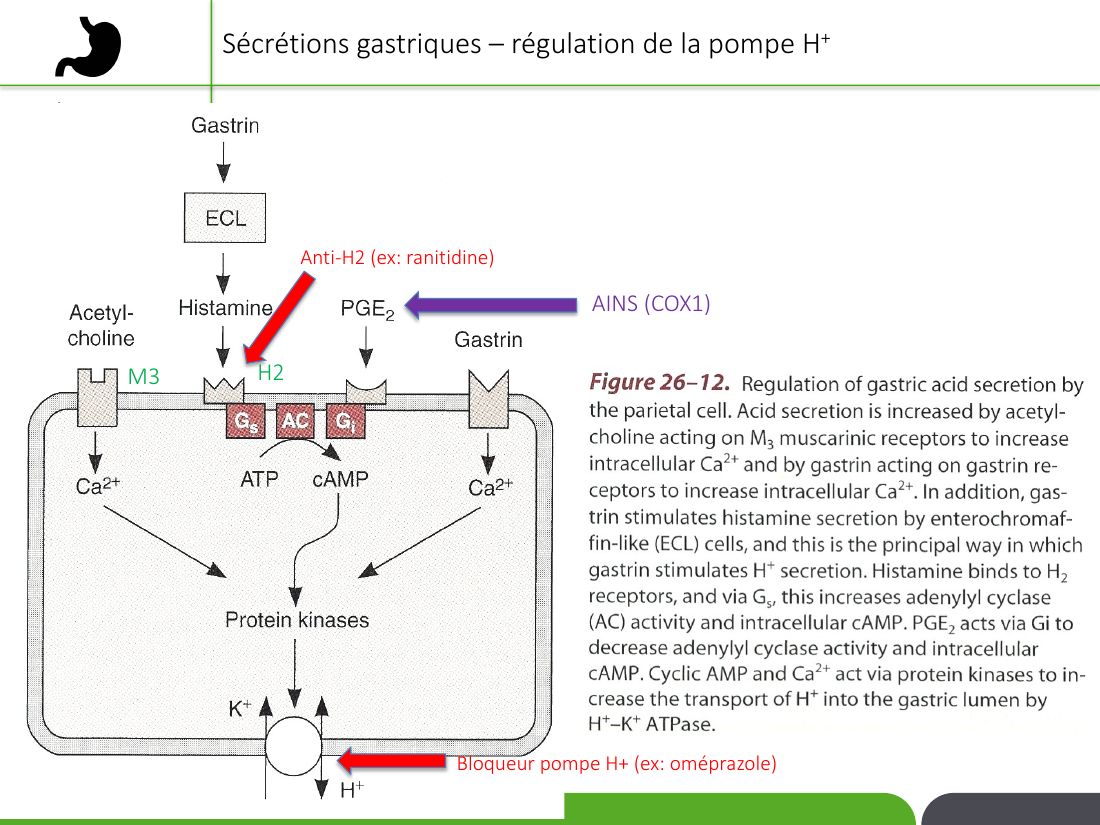 Sécrétions gastriques – régulation de la pompe H⁺
Gastrin
ECL
Anti-H2 (ex: ranitidine)
Histamine
PGE₂
AINS (COX1)
Acetyl-
choline
Gastrin
M3
H2
Gₛ
AC
Gᵢ
ATP
cAMP
Ca²⁺
Ca²⁺
Protein kinases
K⁺
H⁺
Bloqueur pompe H+ (ex: oméprazole)
Figure 26–12. Regulation of gastric acid secretion by
the parietal cell. Acid secretion is increased by acetyl-
choline acting on M₃ muscarinic receptors to increase
intracellular Ca²⁺ and by gastrin acting on gastrin re-
ceptors to increase intracellular Ca²⁺. In addition, gas-
trin stimulates histamine secretion by enterochromaf-
fin-like (ECL) cells, and this is the principal way in which
gastrin stimulates H⁺ secretion. Histamine binds to H₂
receptors, and via Gₛ, this increases adenylyl cyclase
(AC) activity and intracellular cAMP. PGE₂ acts via Gi to
decrease adenylyl cyclase activity and intracellular
cAMP. Cyclic AMP and Ca²⁺ act via protein kinases to in-
crease the transport of H⁺ into the gastric lumen by
H⁺–K⁺ ATPase.